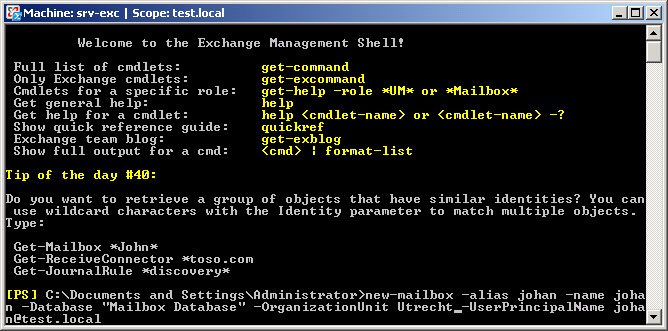 Machine: srv-exc | Scope: test.local
Welcome to the Exchange Management Shell!
Full list of cmdlets: get-command
Only Exchange cmdlets: get-excommand
Cmdlets for a specific role: get-help -role *UM* or *Mailbox*
Get general help: help
Get help for a cmdlet: help <cmdlet-name> or <cmdlet-name> -?
Show quick reference guide: quickref
Exchange team blog: get-exblog
Show full output for a cmd: <cmd> | format-list
Tip of the day #40:
Do you want to retrieve a group of objects that have similar identities? You can
use wildcard characters with the Identity parameter to match multiple objects.
Type:
Get-Mailbox *John*
Get-ReceiveConnector *toso.com
Get-JournalRule *discovery*
[PS] C:\Documents and Settings\Administrator>new-mailbox -alias johan -name joha
n -Database "Mailbox Database" -OrganizationUnit Utrecht -UserPrincipalName joha
n@test.local